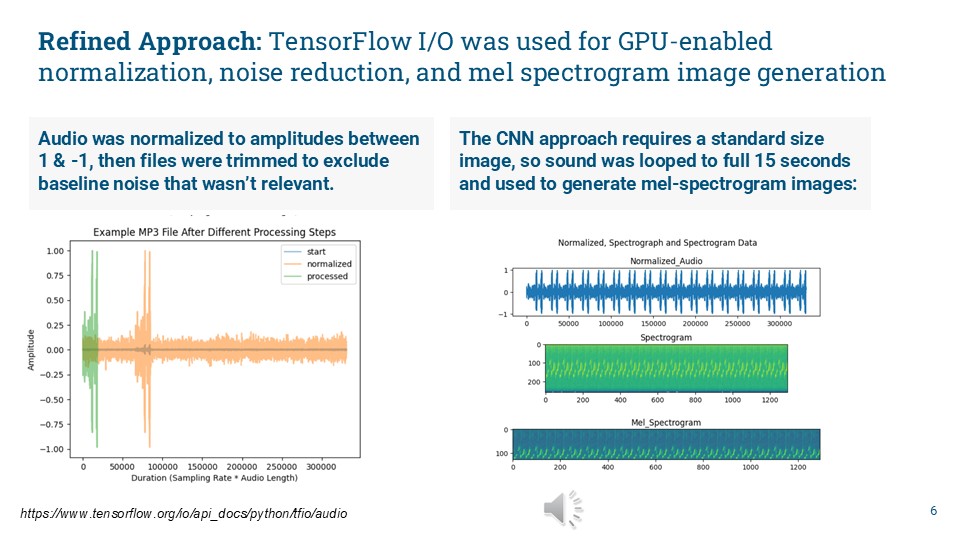 Refined Approach: TensorFlow I/O was used for GPU-enabled
normalization, noise reduction, and mel spectrogram image generation
Audio was normalized to amplitudes between
1 & -1, then files were trimmed to exclude
baseline noise that wasn't relevant.
The CNN approach requires a standard size
image, so sound was looped to full 15 seconds
and used to generate mel-spectrogram images:
Example MP3 File After Different Processing Steps
start
normalized
processed
1.00
0.75
0.50
0.25
0.00
−0.25
−0.50
−0.75
−1.00
Amplitude
0 50000 100000 150000 200000 250000 300000
Duration (Sampling Rate * Audio Length)
Normalized, Spectrograph and Spectrogram Data
Normalized_Audio
1
0
−1
0 50000 100000 150000 200000 250000 300000
Spectrogram
0
100
200
0 200 400 600 800 1000 1200
Mel_Spectrogram
0
100
0 200 400 600 800 1000 1200
https://www.tensorflow.org/io/api_docs/python/tfio/audio
6